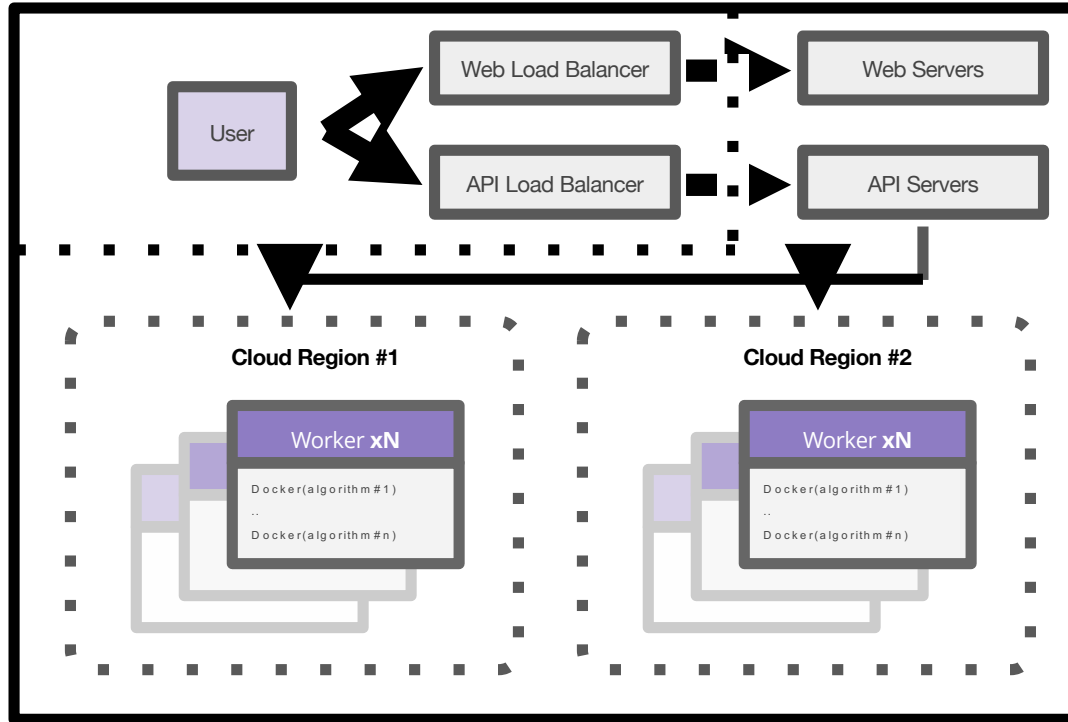 Web Load Balancer
Web Servers
User
API Load Balancer
API Servers
Cloud Region #1
Cloud Region #2
Worker xN
Docker(algorithm#1)
..
Docker(algorithm#n)
Worker xN
Docker(algorithm#1)
..
Docker(algorithm#n)